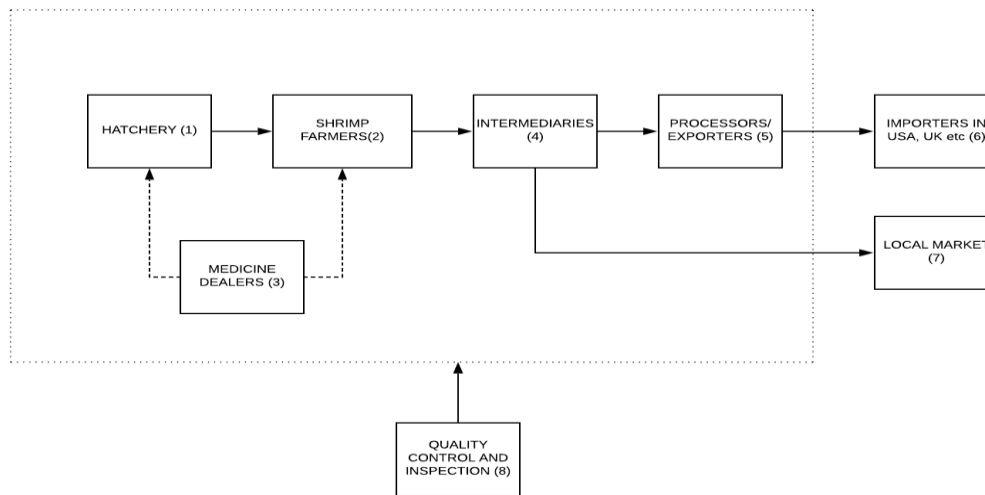 HATCHERY (1)
SHRIMP
FARMERS(2)
INTERMEDIARIES
(4)
PROCESSORS/
EXPORTERS (5)
IMPORTERS IN
USA, UK etc (6)
MEDICINE
DEALERS (3)
LOCAL MARKET
(7)
QUALITY
CONTROL AND
INSPECTION (8)